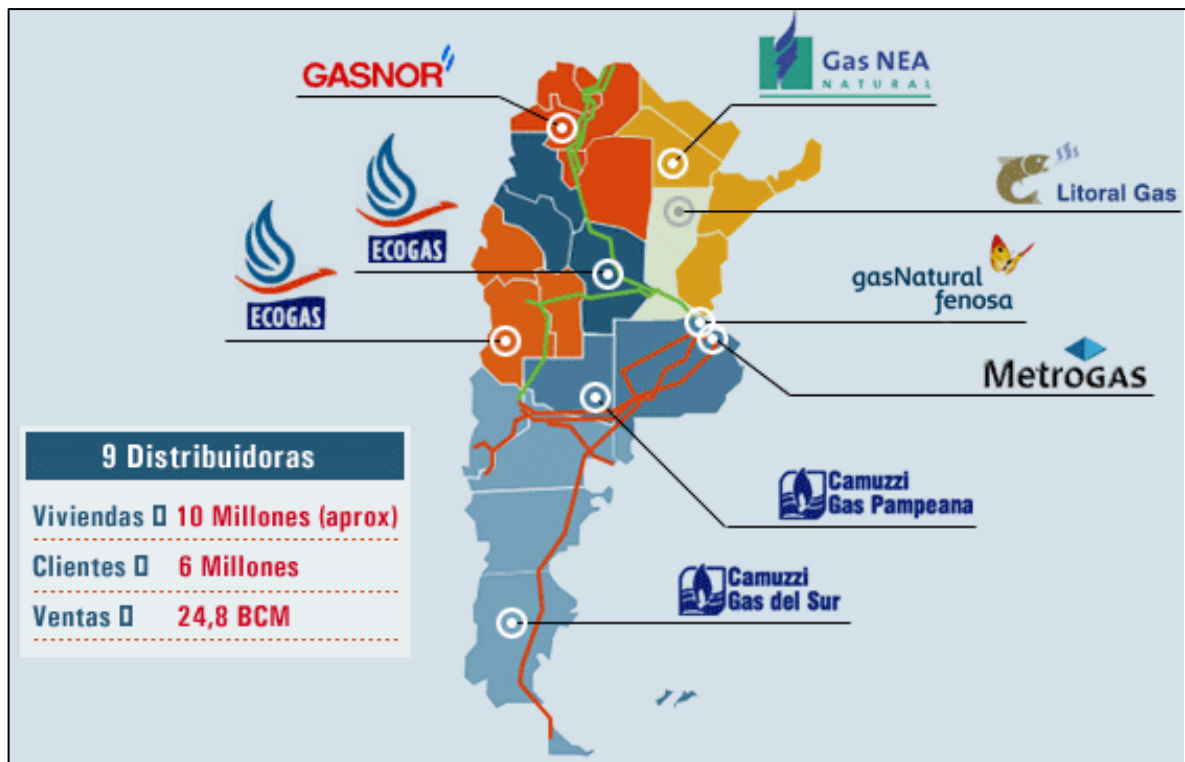 GASNOR
Gas NEA
NATURAL
Litoral Gas
ECOGAS
ECOGAS
gasNatural
fenosa
METROGAS
9 Distribuidoras
Viviendas 10 Millones (aprox)
Clientes 6 Millones
Ventas 24,8 BCM
Camuzzi
Gas Pampeana
Camuzzi
Gas del Sur